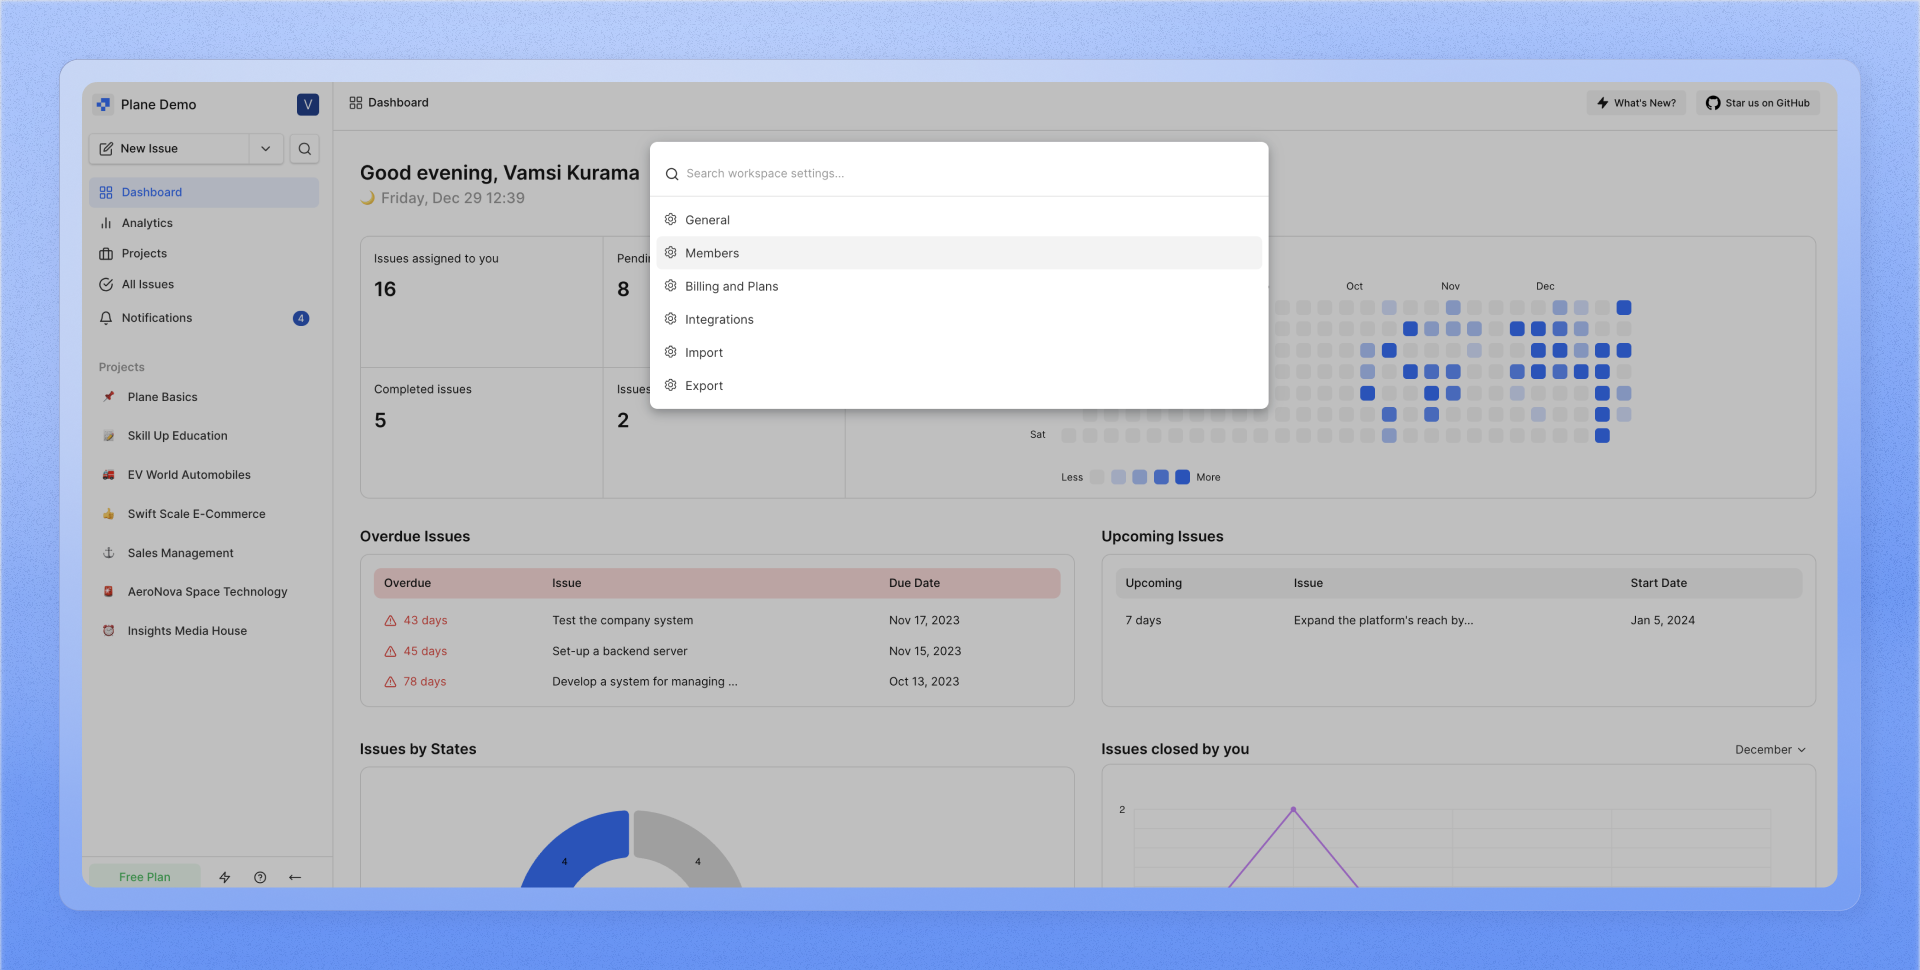 Plane Demo
V
New Issue
Dashboard
Analytics
Projects
All Issues
Notifications
4
Projects
Plane Basics
Skill Up Education
EV World Automobiles
Swift Scale E-Commerce
Sales Management
AeroNova Space Technology
Insights Media House
Free Plan
Dashboard
What's New?
Star us on GitHub
Good evening, Vamsi Kurama
Friday, Dec 29 12:39
Search workspace settings...
General
Members
Billing and Plans
Integrations
Import
Export
Issues assigned to you
16
Pendi
8
Completed issues
5
Issues
2
Oct
Nov
Dec
Sat
Less
More
Overdue Issues
Overdue
Issue
Due Date
43 days
Test the company system
Nov 17, 2023
45 days
Set-up a backend server
Nov 15, 2023
78 days
Develop a system for managing ...
Oct 13, 2023
Upcoming Issues
Upcoming
Issue
Start Date
7 days
Expand the platform's reach by...
Jan 5, 2024
Issues by States
4
4
Issues closed by you
December
2